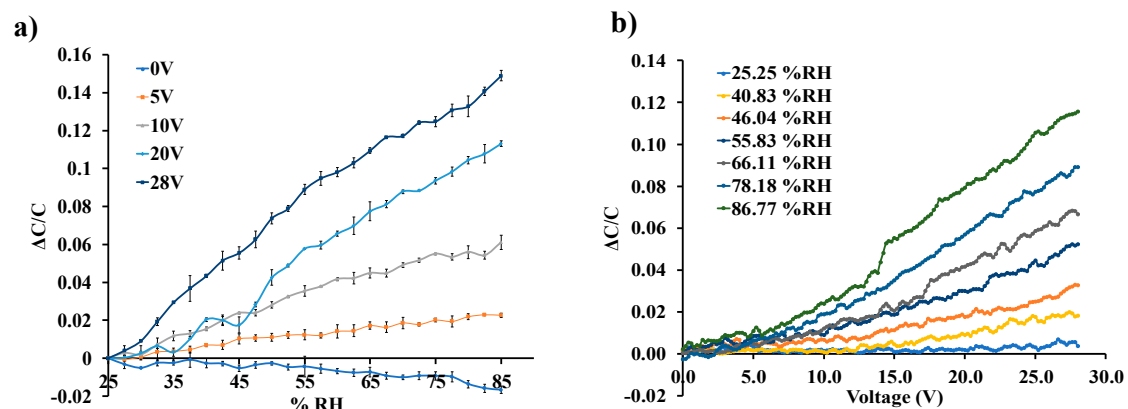 a)
0.16
0.14
0.12
0.1
0.08
0.06
0.04
0.02
0
-0.02
ΔC/C
0V
5V
10V
20V
28V
25 35 45 55 65 75 85
% RH
b)
0.14
0.12
0.10
0.08
0.06
0.04
0.02
0.00
-0.02
ΔC/C
25.25 %RH
40.83 %RH
46.04 %RH
55.83 %RH
66.11 %RH
78.18 %RH
86.77 %RH
0.0 5.0 10.0 15.0 20.0 25.0 30.0
Voltage (V)